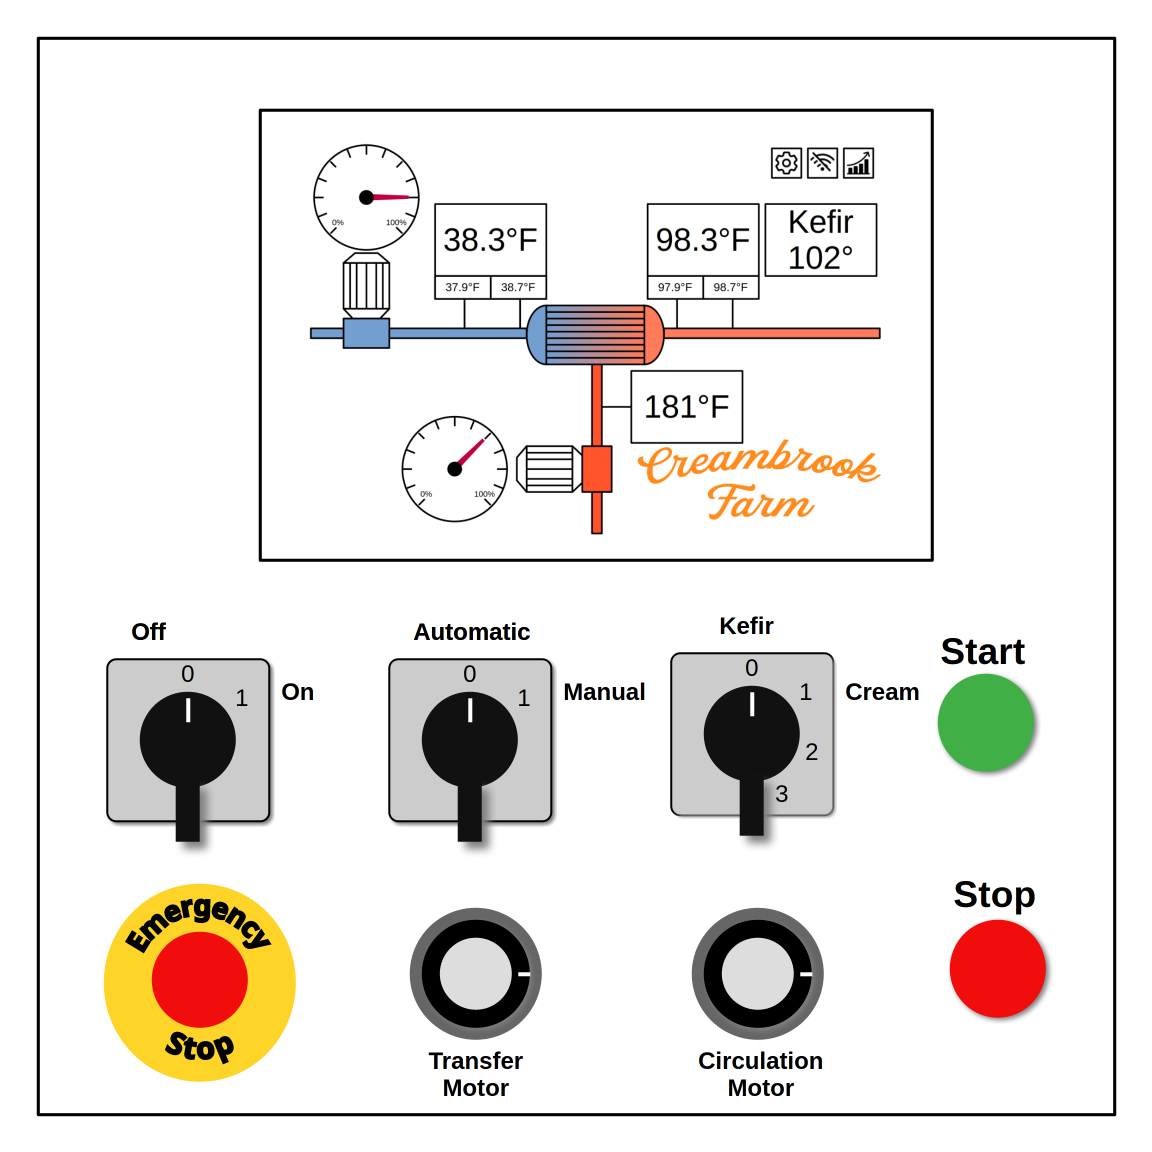 0% 100%
38.3°F
37.9°F 38.7°F
98.3°F
97.9°F 98.7°F
Kefir
102°
181°F
0% 100%
Creambrook
Farm
Off
0
1
On
Automatic
0
1
Manual
Kefir
0
1
2
3
Cream
Start
Emergency
Stop
Transfer
Motor
Circulation
Motor
Stop